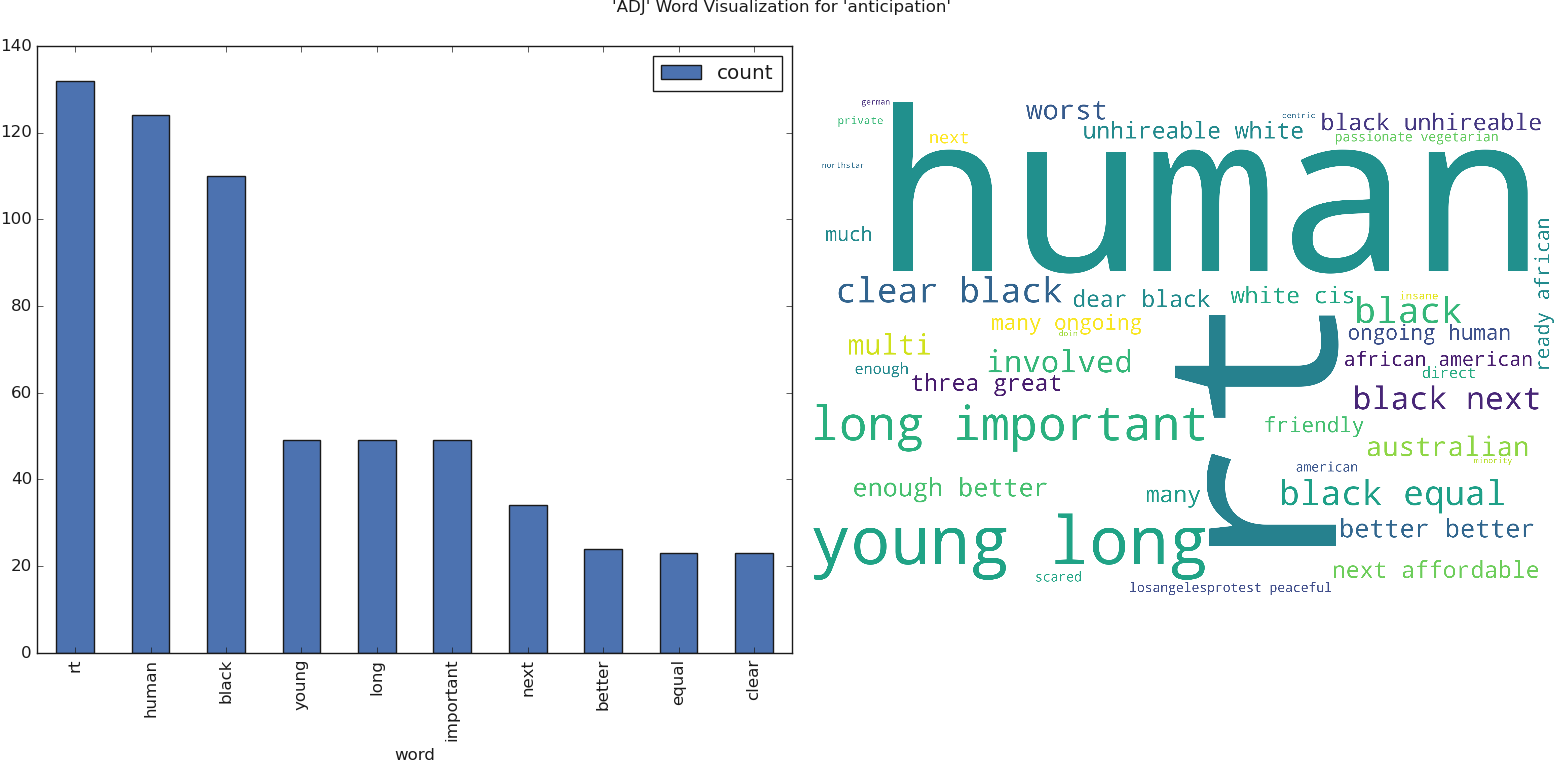 'ADJ' Word Visualization for 'anticipation'
140
120
100
80
60
40
20
0
count
rt
human
black
young
long
important
next
better
equal
clear
word
german
private
next
worst
unhireable white
centric
black unhireable
passionate vegetarian
northstar
human
much
ready african
clear black
dear black
white cis
insane
black
many ongoing
doin
ongoing human
multi
involved
african american
enough
threa great
direct
rt
black next
long important
friendly
australian
minority
american
enough better
many
black equal
young long
better better
scared
next affordable
losangelesprotest peaceful